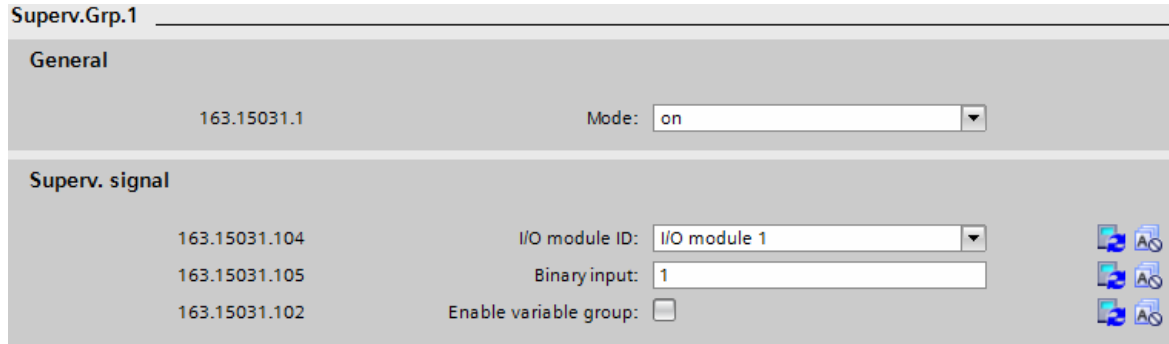 Superv.Grp.1
General
163.15031.1 Mode: on
Superv. signal
163.15031.104 I/O module ID: I/O module 1
163.15031.105 Binary input: 1
163.15031.102 Enable variable group: